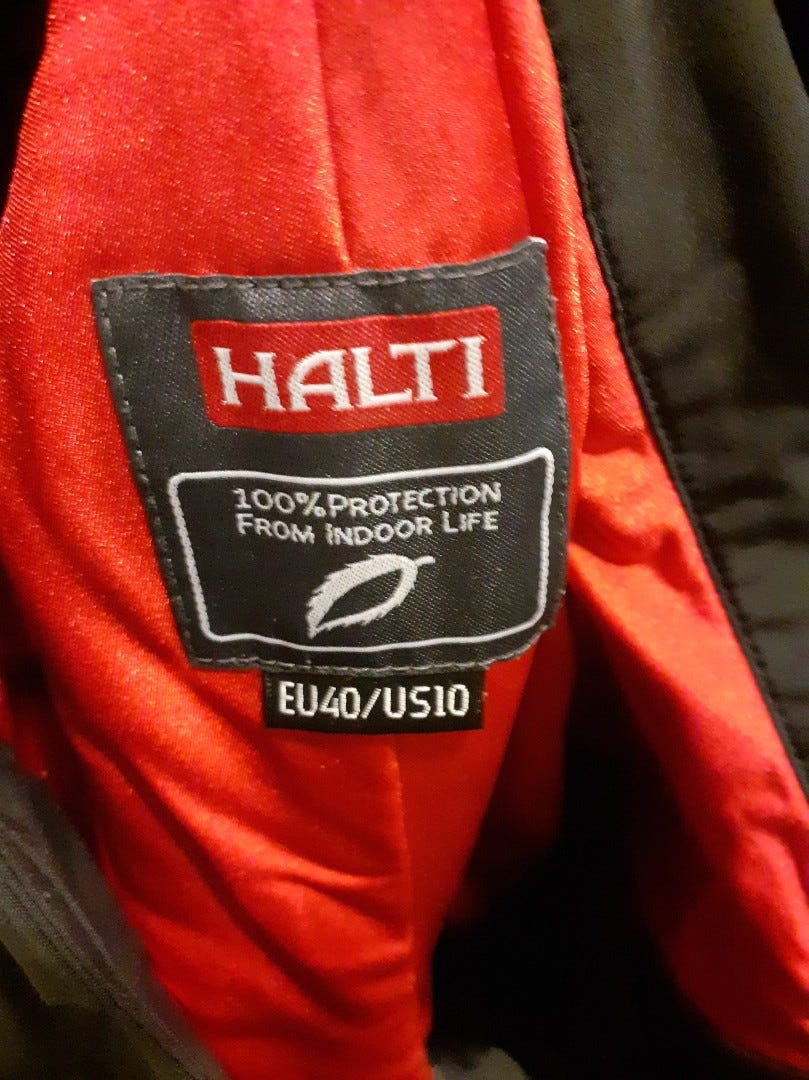 HALTI
100% PROTECTION
FROM INDOOR LIFE
EU40/US10